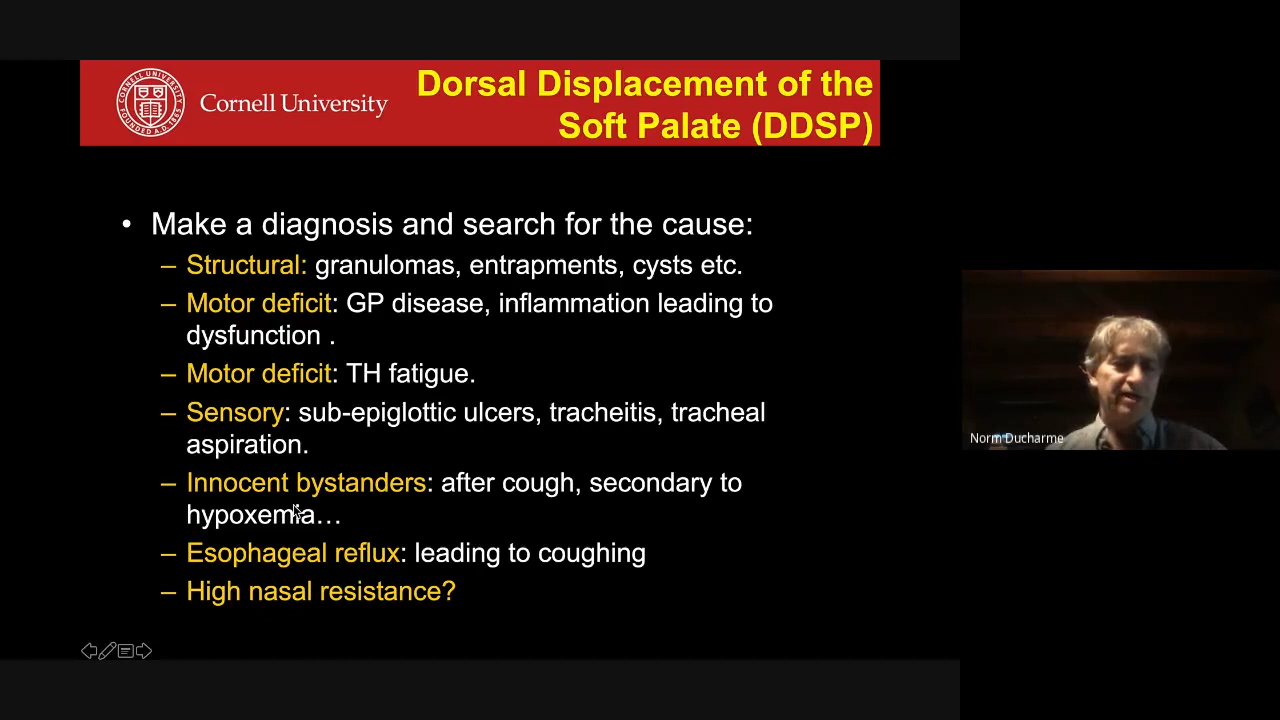 Cornell University
Dorsal Displacement of the
Soft Palate (DDSP)
• Make a diagnosis and search for the cause:
– Structural: granulomas, entrapments, cysts etc.
– Motor deficit: GP disease, inflammation leading to
dysfunction .
– Motor deficit: TH fatigue.
– Sensory: sub-epiglottic ulcers, tracheitis, tracheal
aspiration.
– Innocent bystanders: after cough, secondary to
hypoxemia…
– Esophageal reflux: leading to coughing
– High nasal resistance?
Norm Ducharme